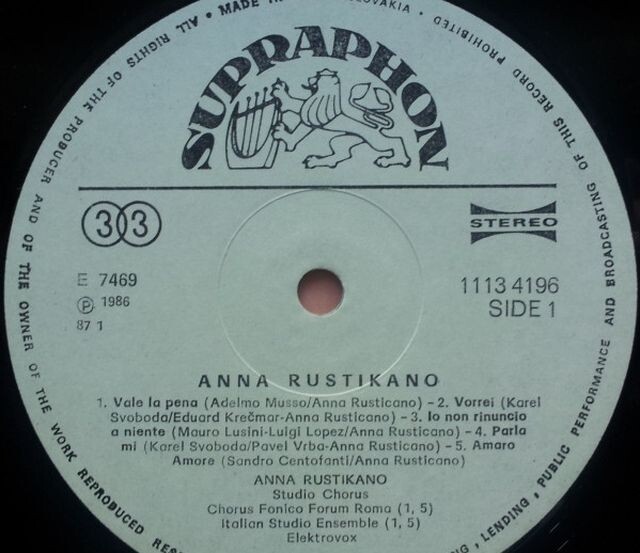 ALL RIGHTS OF THE PRODUCER AND OF THE OWNER OF THE WORK REPRODUCED
MADE IN
LENDING, PUBLIC PERFORMANCE AND BROADCASTING OF THIS RECORD PROHIBITED
SUPRAPHON
33
STEREO
E 7469
Ⓟ 1986
87 1
1113 4196
SIDE 1
ANNA RUSTIKANO
1. Vale la pena (Adelmo Musso/Anna Rusticano) – 2. Vorrei (Karel
Svoboda/Eduard Krečmar-Anna Rusticano) – 3. Io non rinuncio
a niente (Mauro Lusini-Luigi Lopez/Anna Rusticano) – 4. Parla
mi (Karel Svoboda/Pavel Vrba-Anna Rusticano) – 5. Amaro
Amore (Sandro Centofanti/Anna Rusticano)
ANNA RUSTIKANO
Studio Chorus
Chorus Fonico Forum Roma (1, 5)
Italian Studio Ensemble (1, 5)
Elektrovox